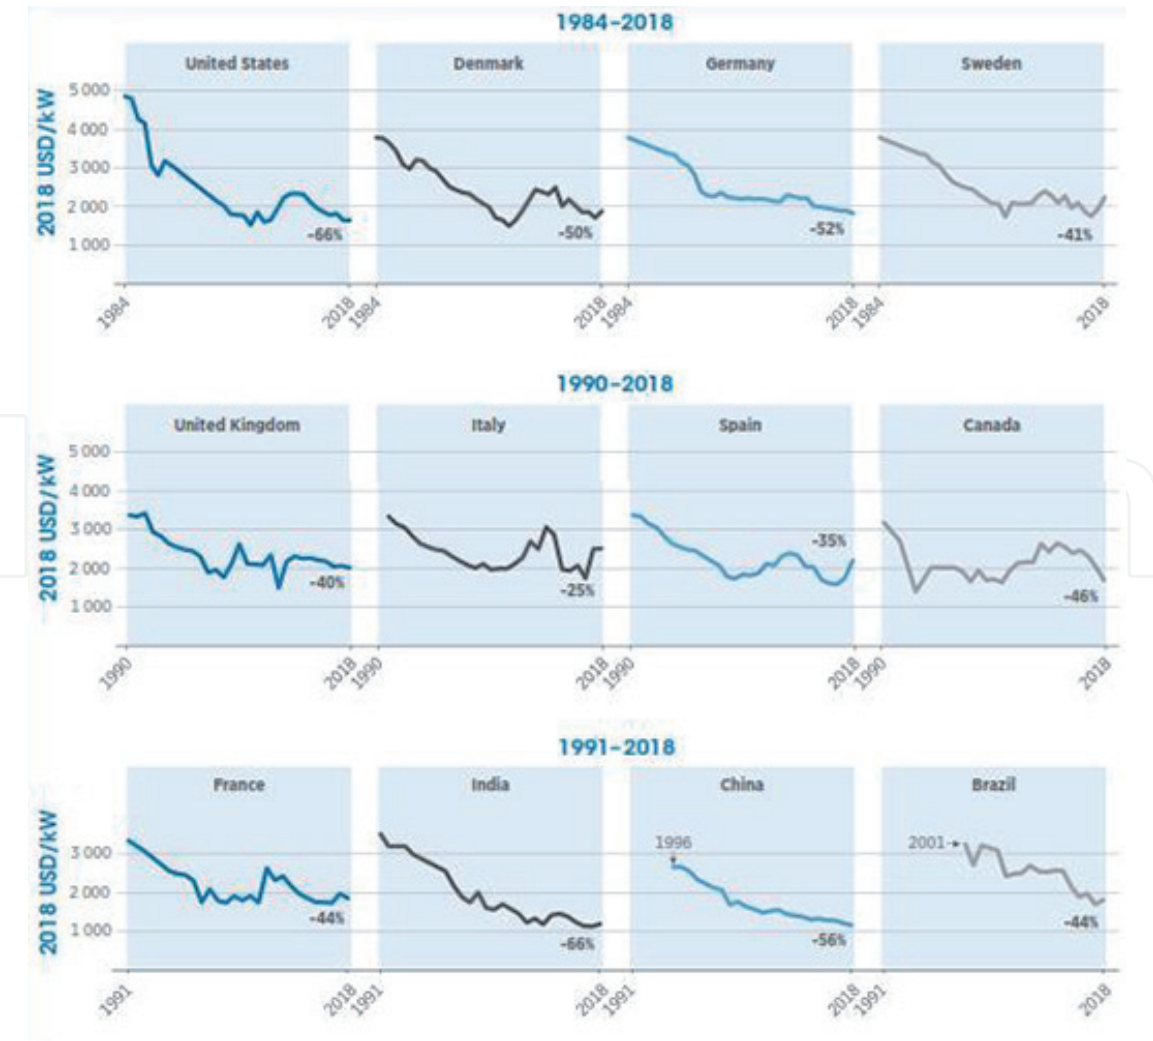 1984-2018
United States Denmark Germany Sweden
2018 USD/kW
5 000
4 000
3 000
2 000
1 000
-66% -50% -52% -41%
1984 2018 1984 2018 1984 2018 1984 2018
1990-2018
United Kingdom Italy Spain Canada
2018 USD/kW
5 000
4 000
3 000
2 000
1 000
-40% -25% -35% -46%
1990 2018 1990 2018 1990 2018 1990 2018
1991-2018
France India China Brazil
2018 USD/kW
3 000
2 000
1 000
1996
2001
-44% -66% -56% -44%
1991 2018 1991 2018 1991 2018 1991 2018